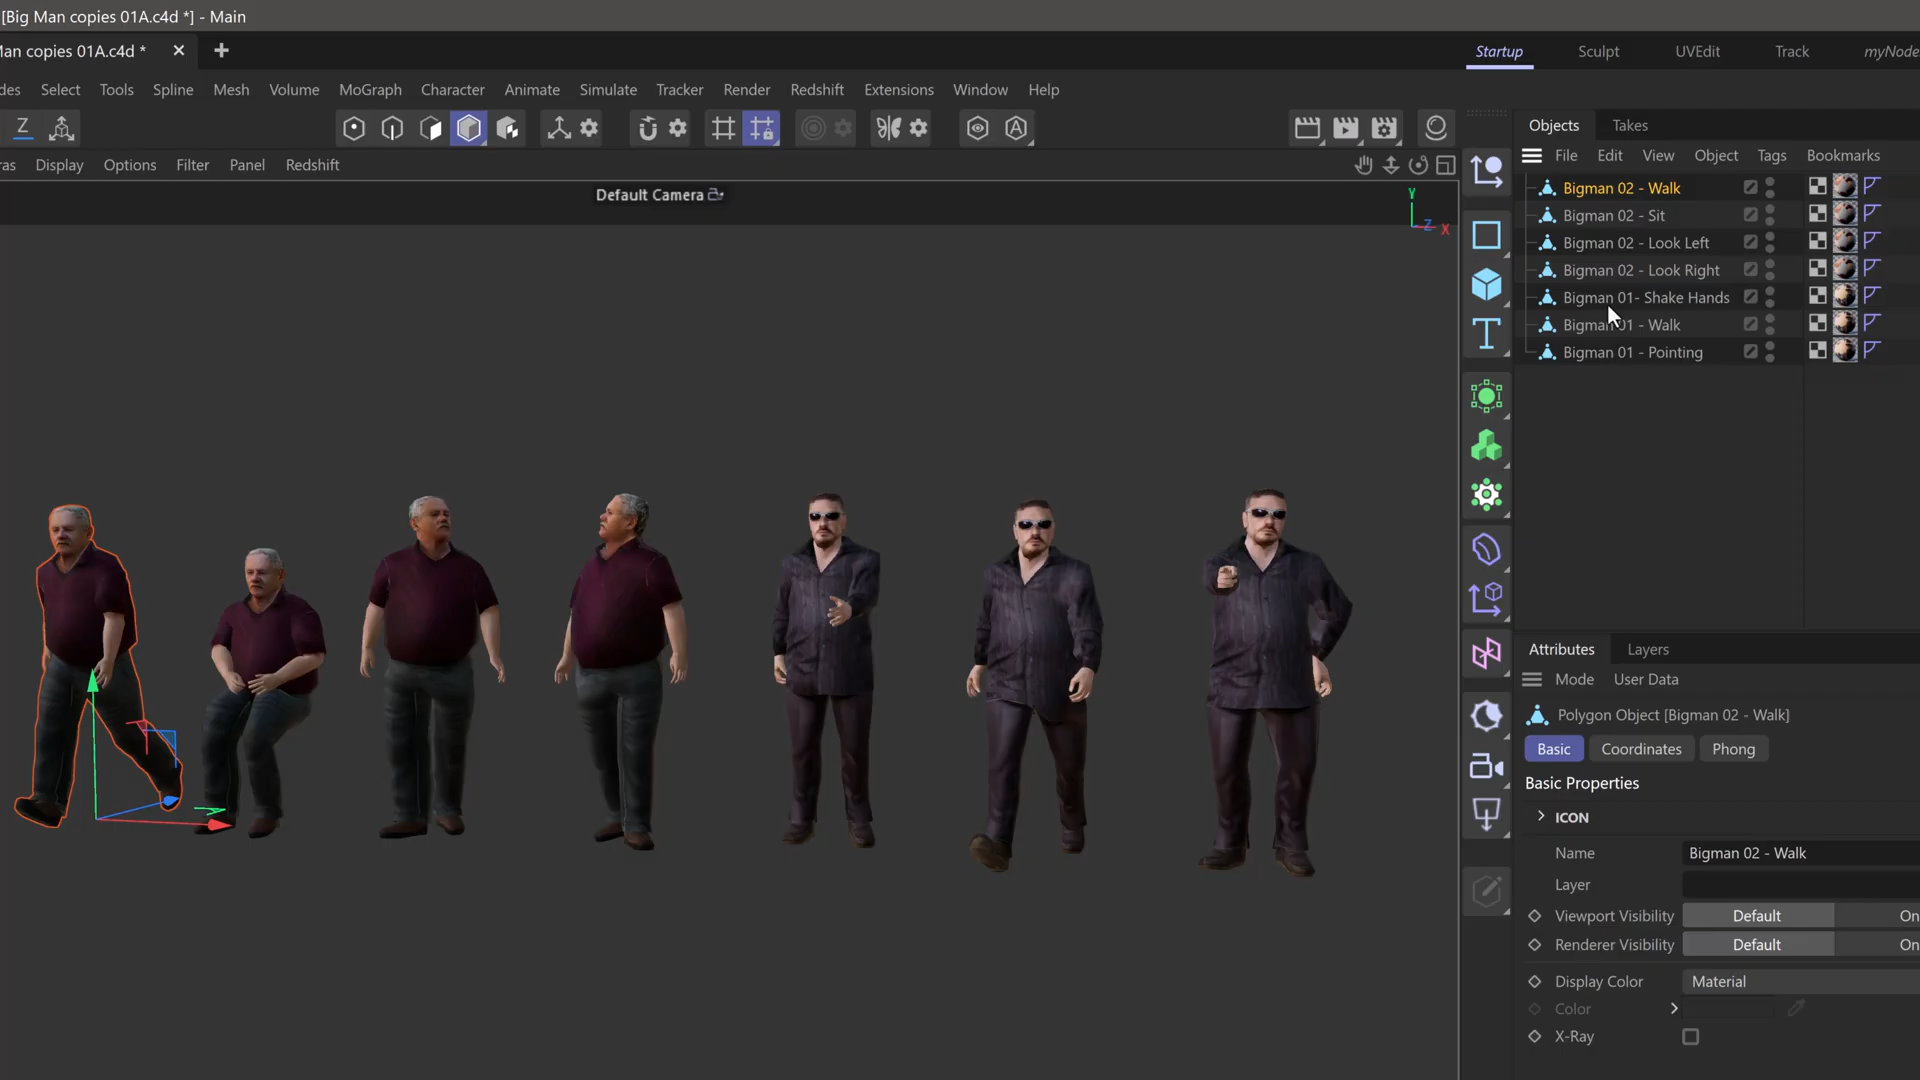 [Big Man copies 01A.c4d *] - Main
Man copies 01A.c4d *
Startup Sculpt UVEdit Track myNode
des Select Tools Spline Mesh Volume MoGraph Character Animate Simulate Tracker Render Redshift Extensions Window Help
Z
Objects Takes
File Edit View Object Tags Bookmarks
ras Display Options Filter Panel Redshift
Default Camera
Y
Z X
Bigman 02 - Walk
Bigman 02 - Sit
Bigman 02 - Look Left
Bigman 02 - Look Right
Bigman 01- Shake Hands
Bigman 01 - Walk
Bigman 01 - Pointing
Attributes Layers
Mode User Data
Polygon Object [Bigman 02 - Walk]
Basic Coordinates Phong
Basic Properties
ICON
Name Bigman 02 - Walk
Layer
Viewport Visibility Default On
Renderer Visibility Default On
Display Color Material
Color
X-Ray